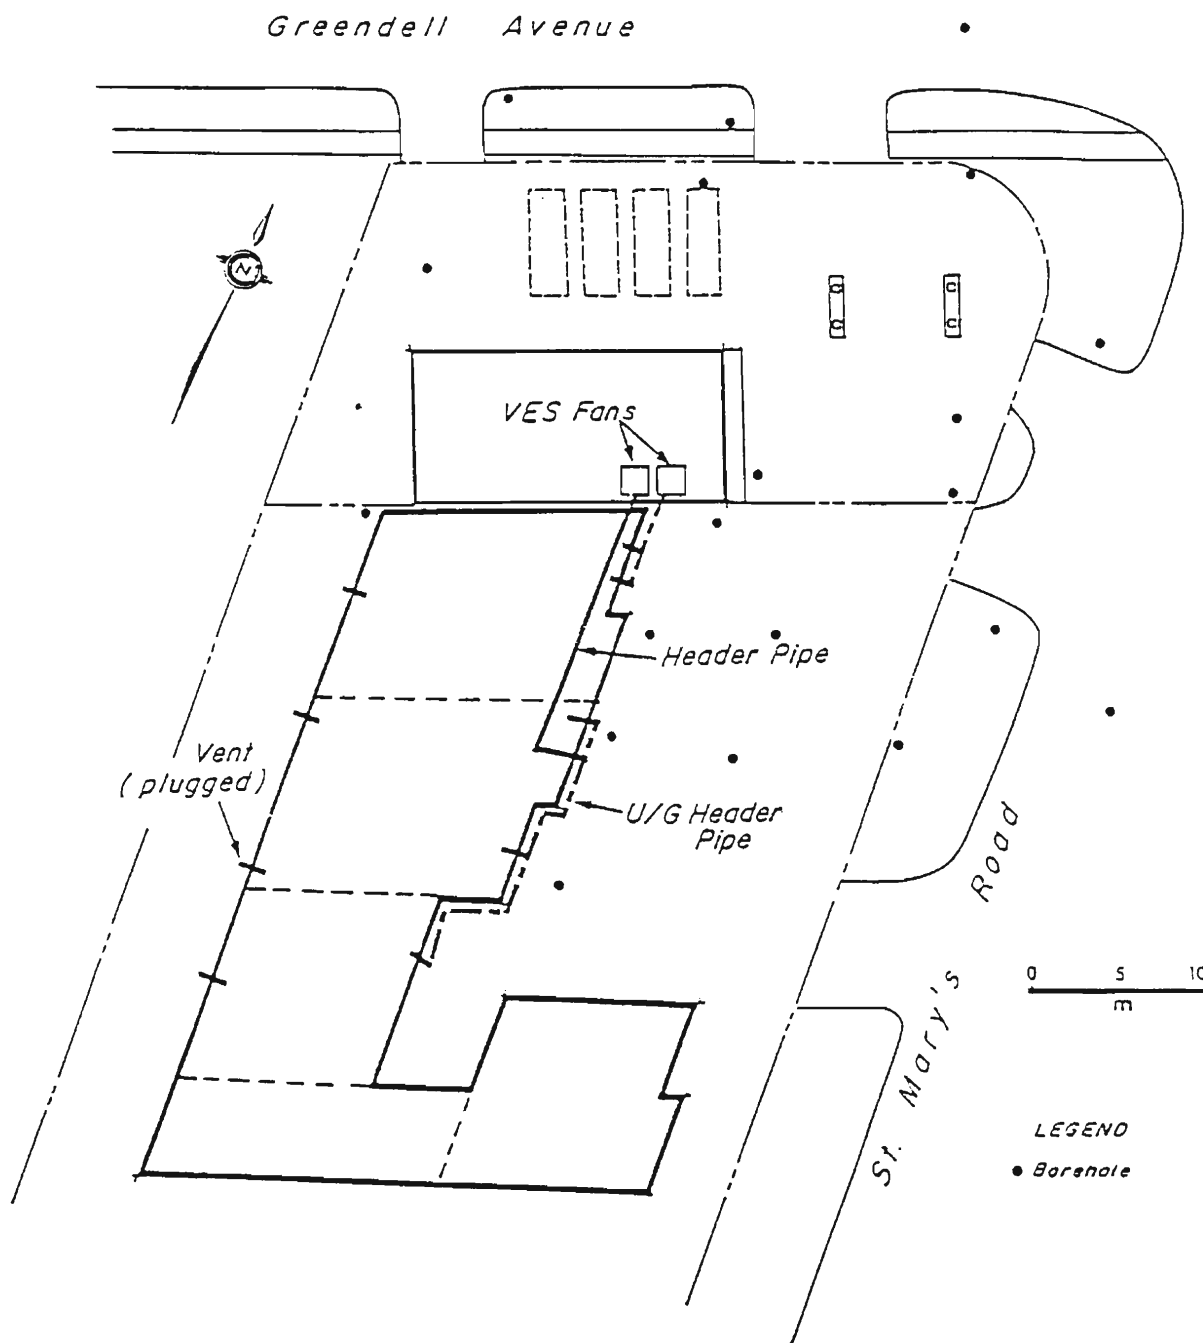 Greendell Avenue
N
C C
C C
VES Fans
Header Pipe
Vent
(plugged)
U/G Header
Pipe
St. Mary's Road
0 5 10
m
LEGEND
Borehole